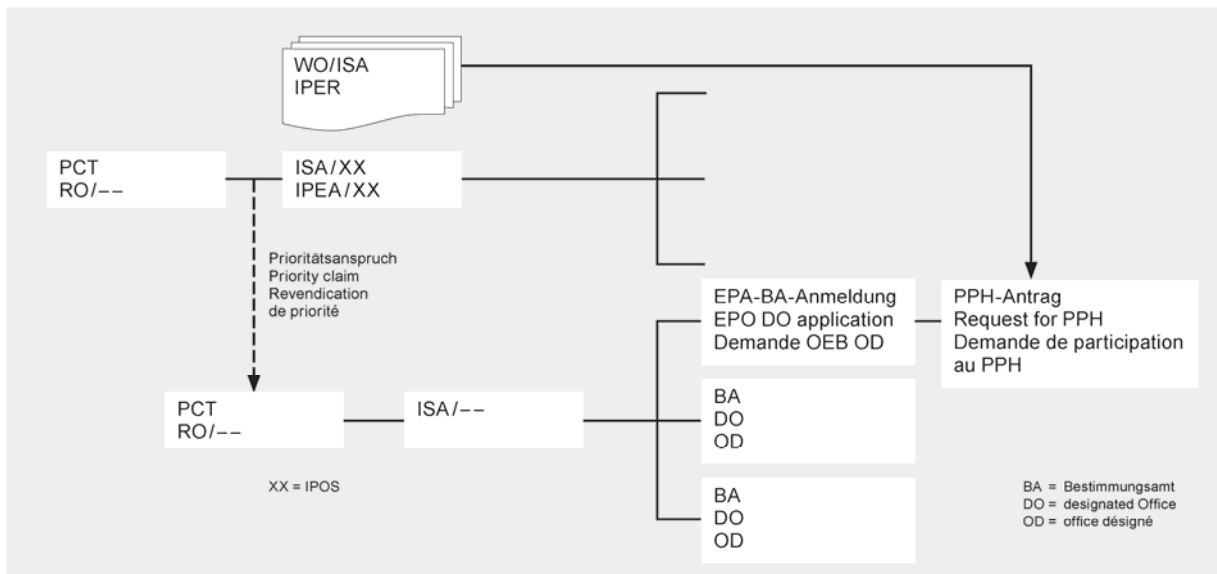 WO/ISA
IPER
PCT
RO/--
ISA/XX
IPEA/XX
Prioritätsanspruch
Priority claim
Revendication
de priorité
EPA-BA-Anmeldung
EPO DO application
Demande OEB OD
PPH-Antrag
Request for PPH
Demande de participation
au PPH
PCT
RO/--
ISA/--
BA
DO
OD
BA
DO
OD
XX = IPOS
BA = Bestimmungsamt
DO = designated Office
OD = office désigné